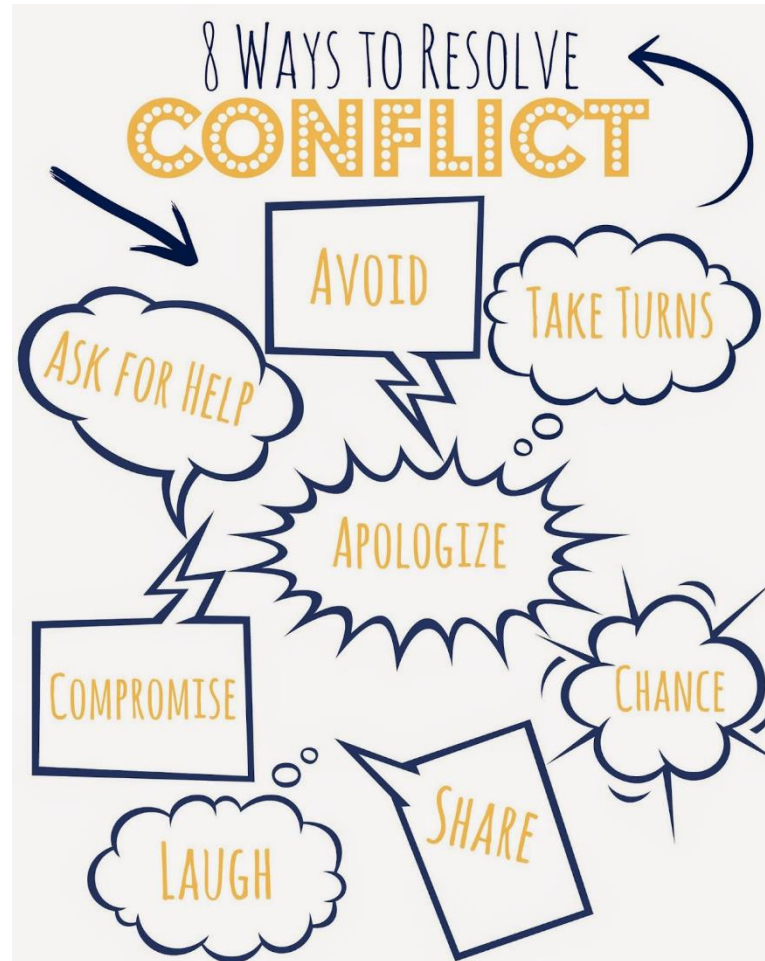 8 WAYS TO RESOLVE
CONFLICT
AVOID
TAKE TURNS
ASK FOR HELP
APOLOGIZE
COMPROMISE
CHANCE
SHARE
LAUGH